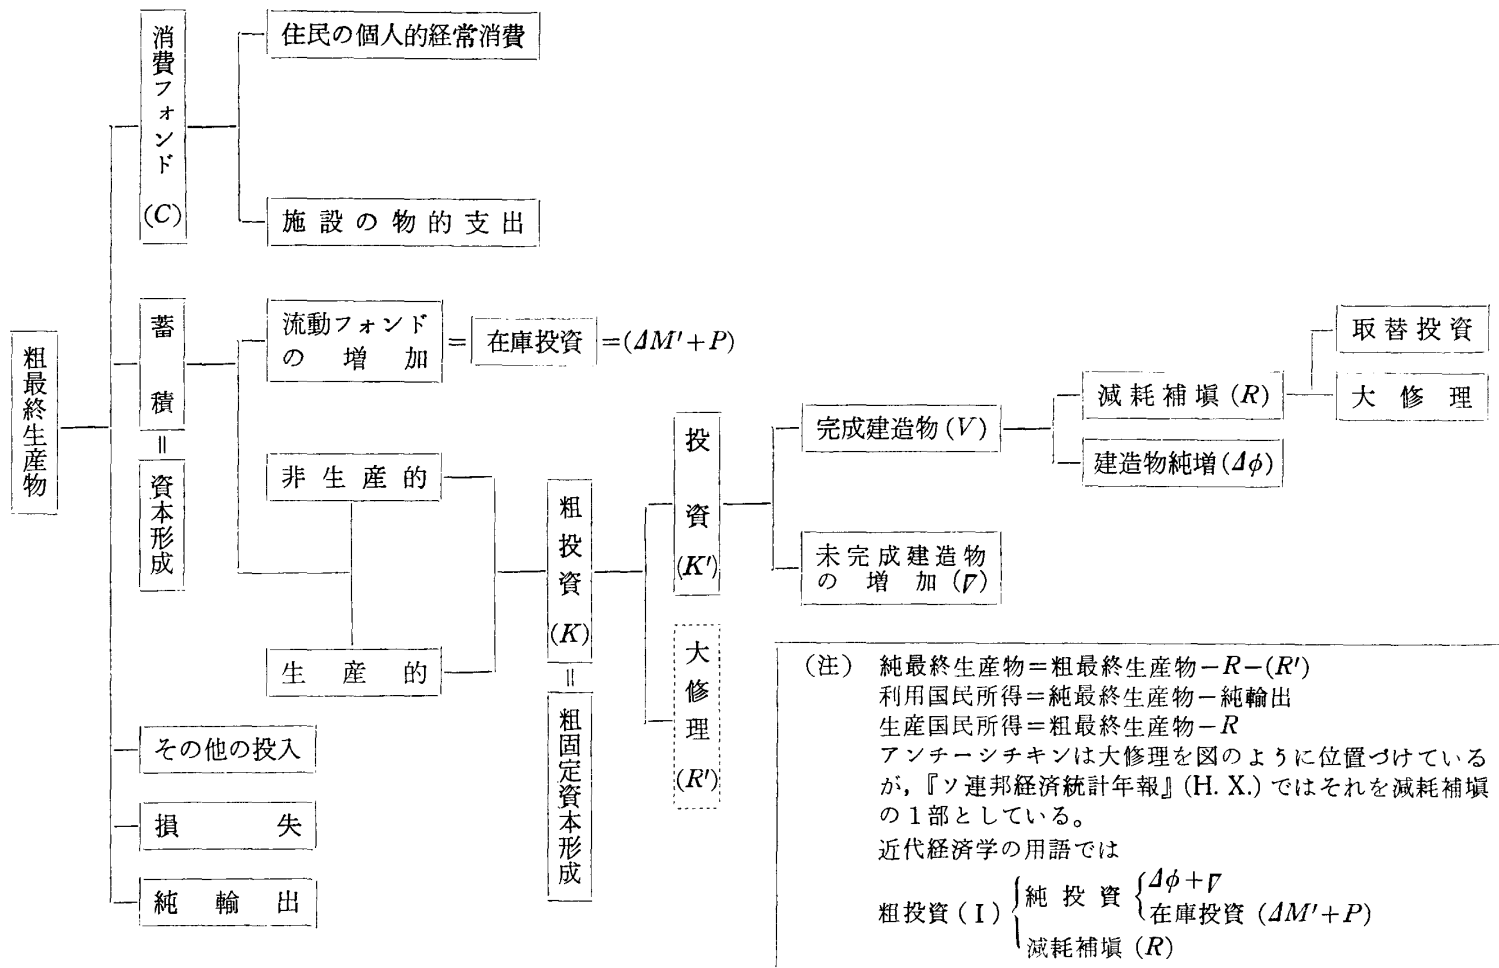 粗最終生産物
消費フォンド(C)
住民の個人的経常消費
施設の物的支出
蓄積
=
資本形成
流動フォンド
の増加
=
在庫投資
=(ΔM′+P)
非生産的
生産的
粗投資(K)
=
粗固定資本形成
投資(K′)
大修理(R′)
完成建造物(V)
未完成建造物
の増加(∇)
減耗補塡(R)
建造物純増(Δφ)
取替投資
大修理
その他の投入
損失
純輸出
(注) 純最終生産物=粗最終生産物−R−(R′)
利用国民所得=純最終生産物−純輸出
生産国民所得=粗最終生産物−R
アンチーシチキンは大修理を図のように位置づけている
が,『ソ連邦経済統計年報』(H. X.)ではそれを減耗補塡
の1部としている。
近代経済学の用語では
粗投資(I)
純投資
Δφ+∇
在庫投資 (ΔM′+P)
減耗補塡 (R)